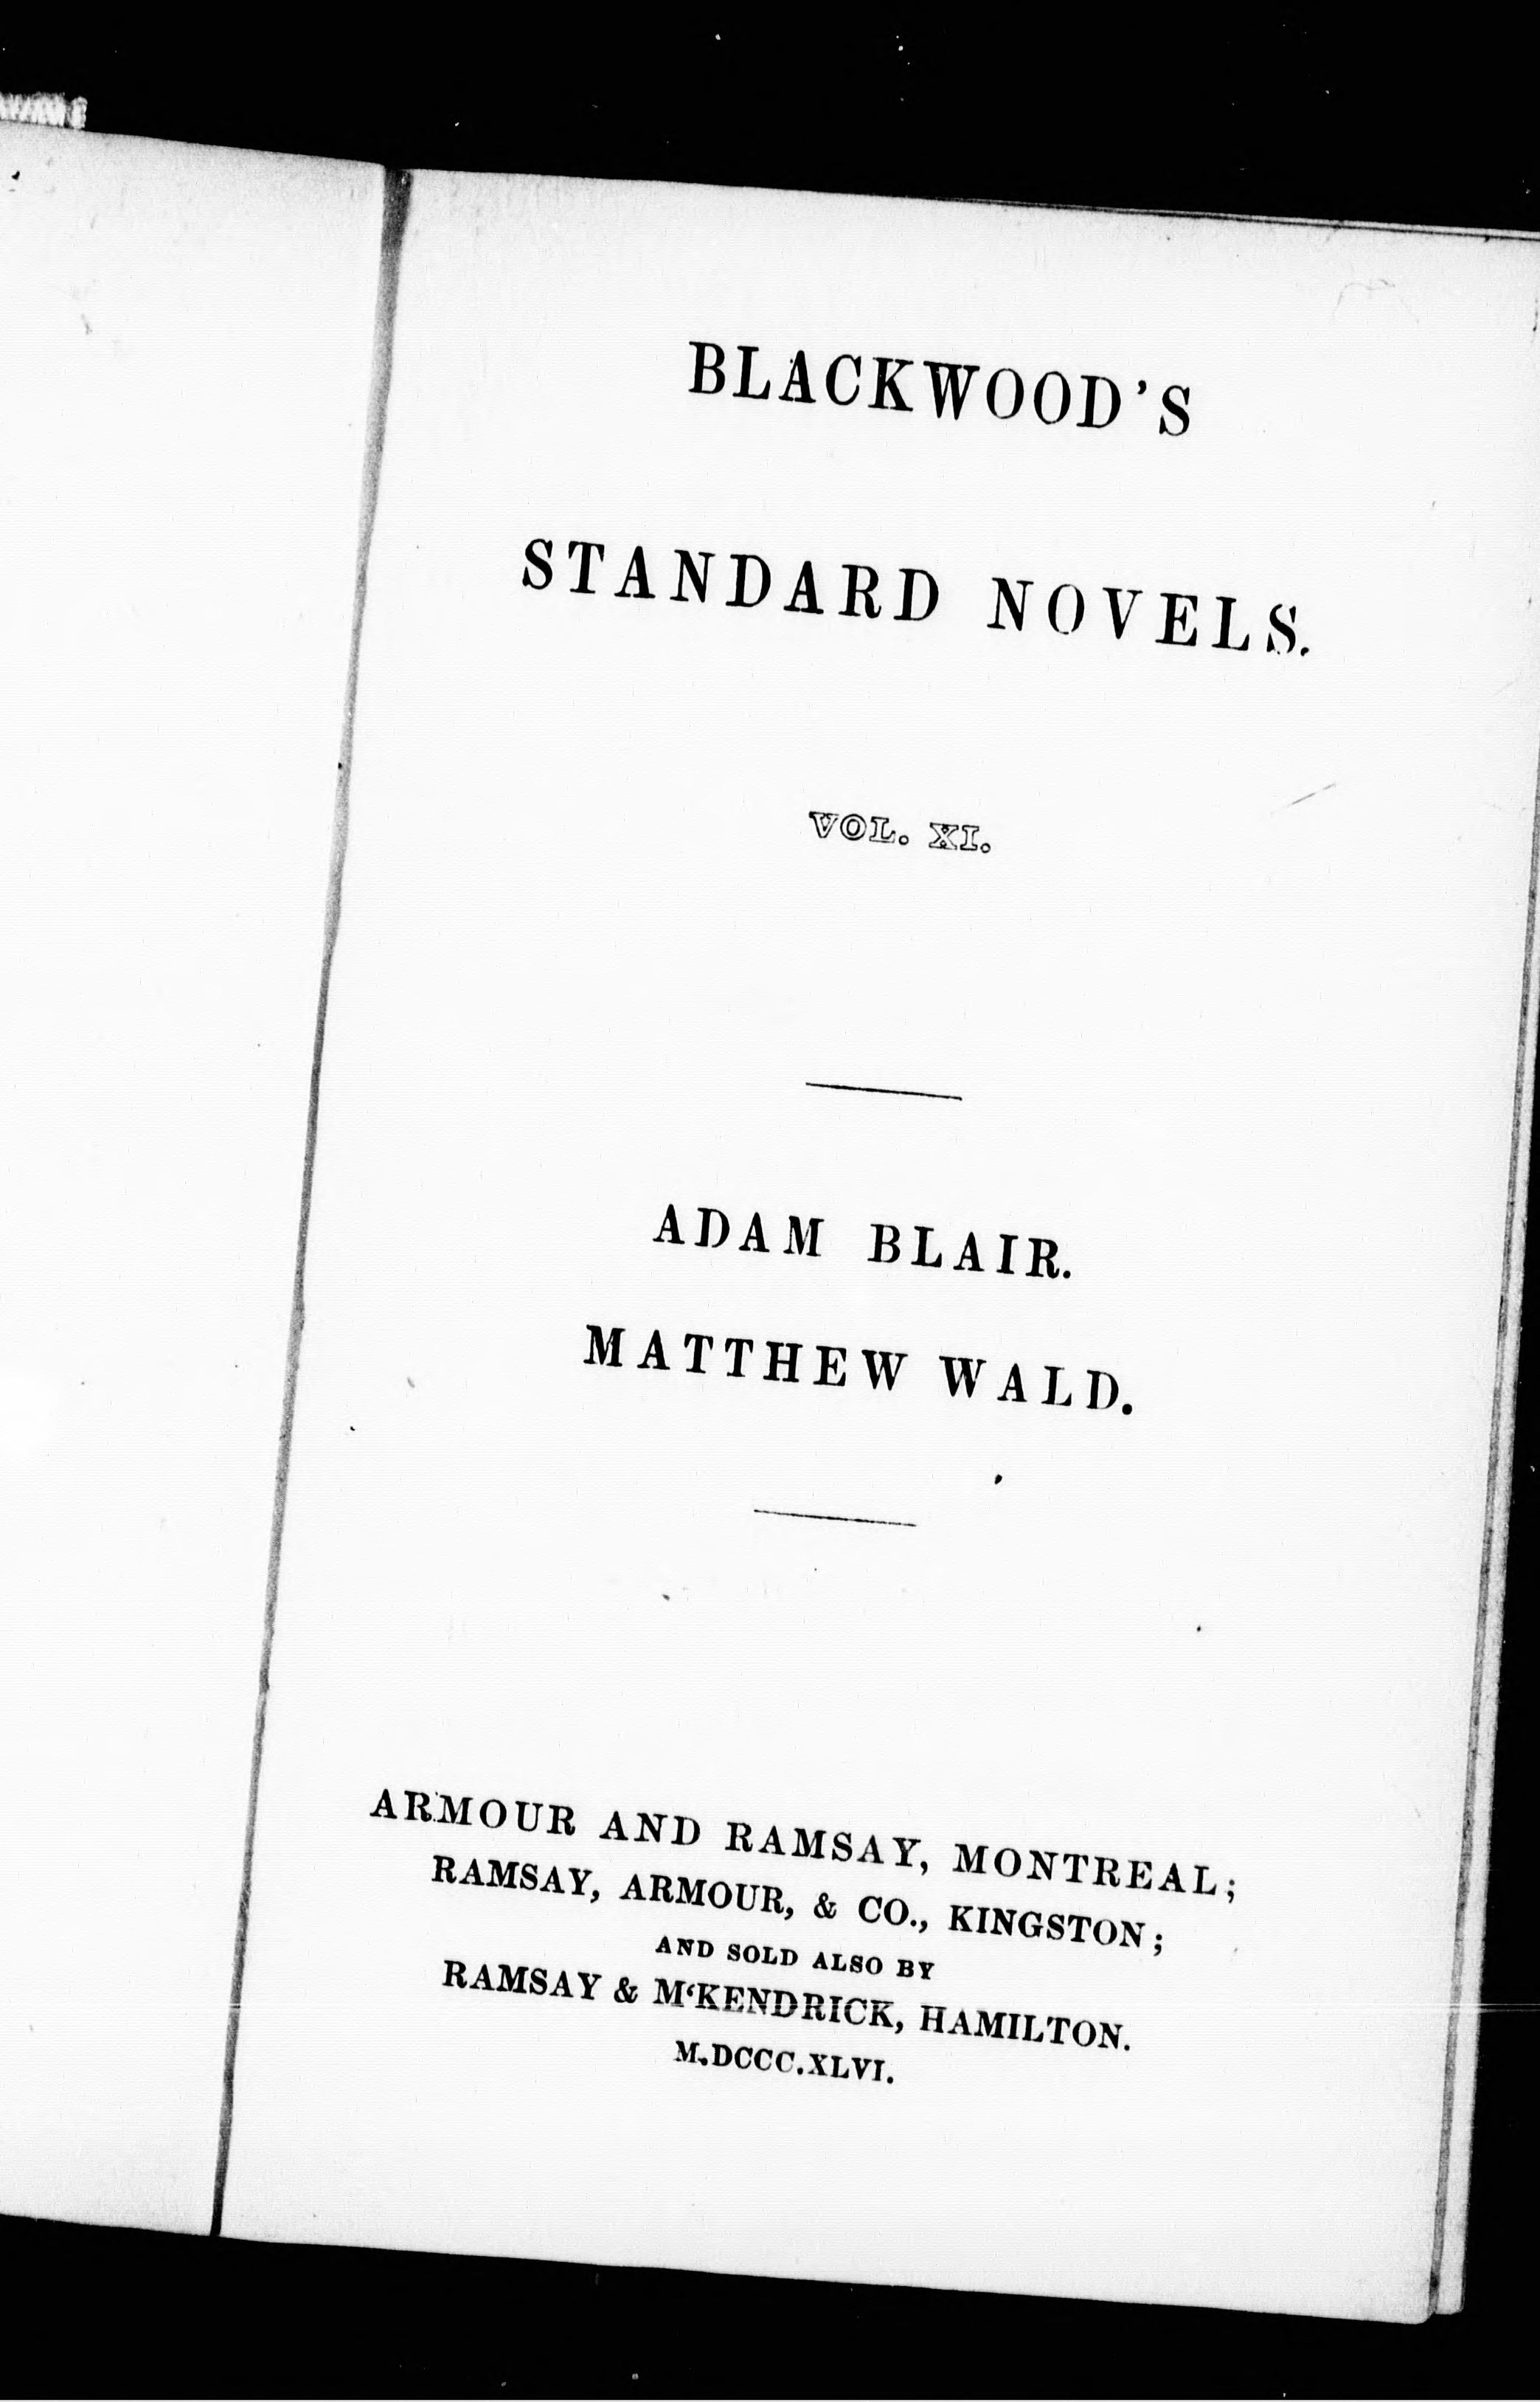 BLACKWOOD'S
STANDARD NOVELS.
VOL. XI.
ADAM BLAIR.
MATTHEW WALD.
ARMOUR AND RAMSAY, MONTREAL;
RAMSAY, ARMOUR, & CO., KINGSTON;
AND SOLD ALSO BY
RAMSAY & M‘KENDRICK, HAMILTON.
M.DCCC.XLVI.